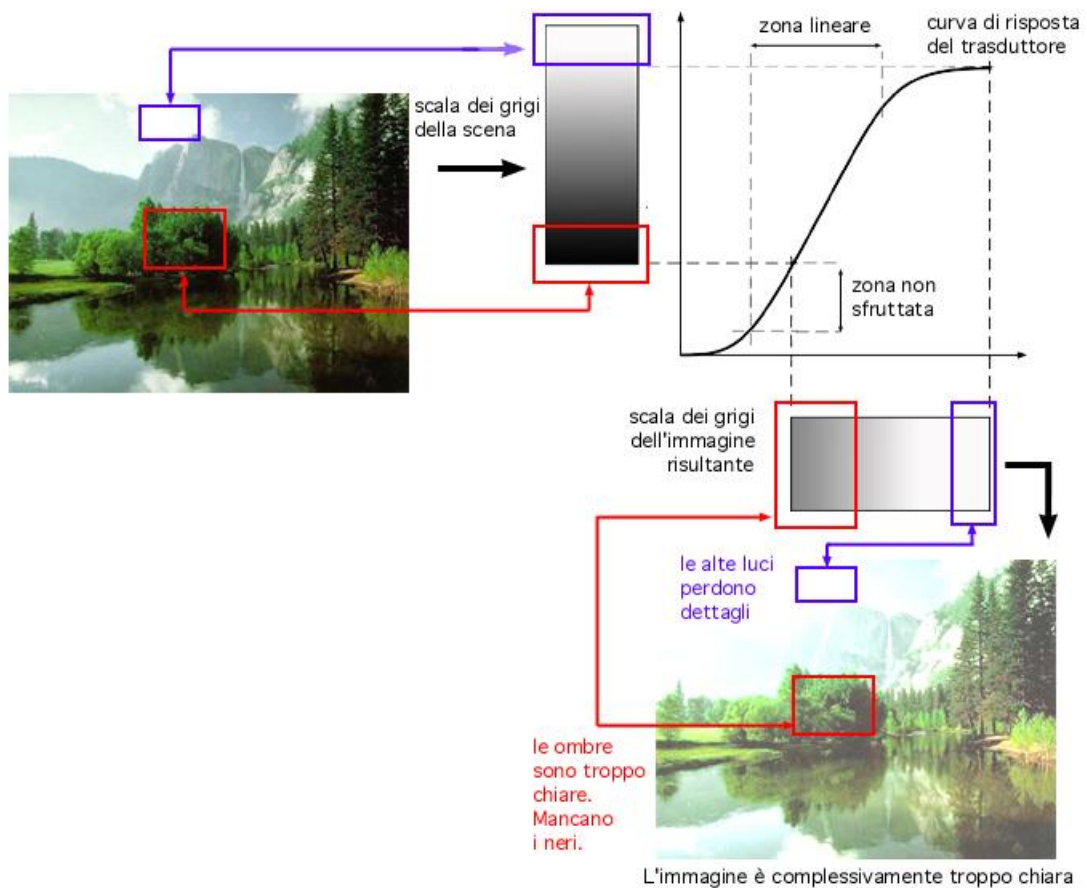 zona lineare
curva di risposta
del trasduttore
scala dei grigi
della scena
zona non
sfruttata
scala dei grigi
dell'immagine
risultante
le alte luci
perdono
dettagli
le ombre
sono troppo
chiare.
Mancano
i neri.
L'immagine è complessivamente troppo chiara